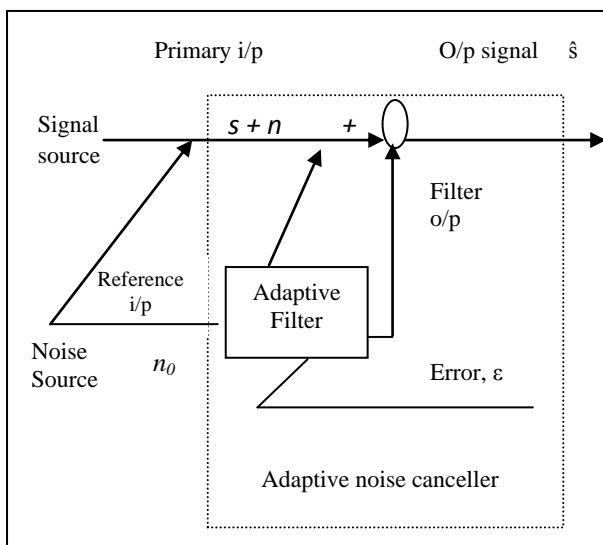 Primary i/p
O/p signal ŝ
Signal
source
s + n +
Filter
o/p
Reference
i/p
Adaptive
Filter
Noise
Source
n₀
Error, ε
Adaptive noise canceller